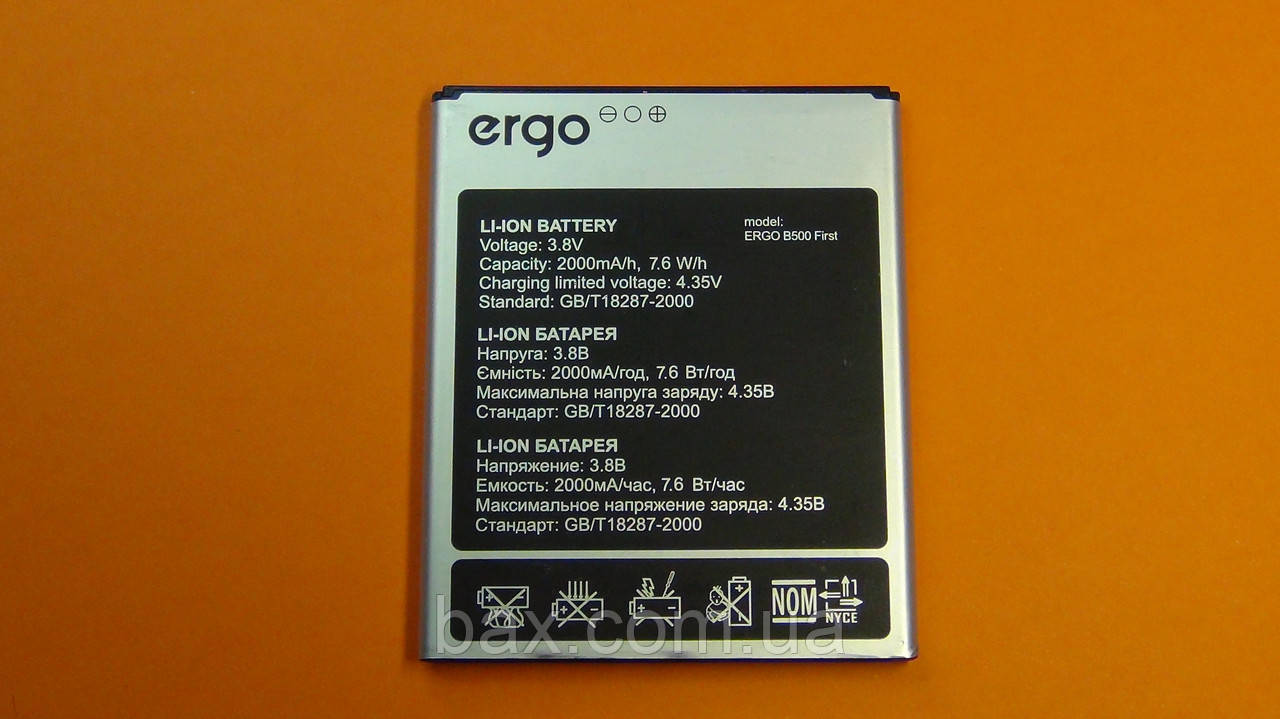 ergo
model:
ERGO B500 First
LI-ION BATTERY
Voltage: 3.8V
Capacity: 2000mA/h, 7.6 W/h
Charging limited voltage: 4.35V
Standard: GB/T18287-2000
LI-ION БАТАРЕЯ
Напруга: 3.8В
Ємність: 2000мА/год, 7.6 Вт/год
Максимальна напруга заряду: 4.35В
Стандарт: GB/T18287-2000
LI-ION БАТАРЕЯ
Напряжение: 3.8В
Емкость: 2000мА/час, 7.6 Вт/час
Максимальное напряжение заряда: 4.35В
Стандарт: GB/T18287-2000
NOM
NYCE
bax.com.ua